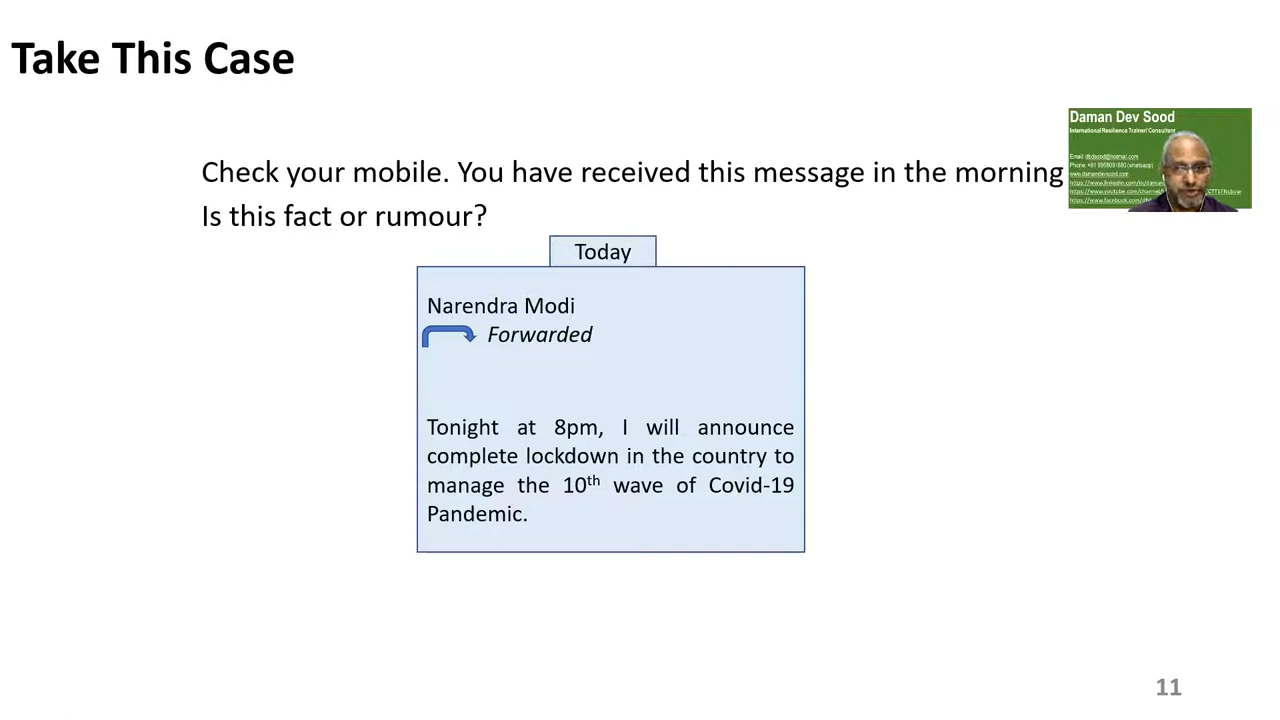 Take This Case
Daman Dev Sood
International Resilience Trainer/ Consultant
Check your mobile. You have received this message in the morning
Is this fact or rumour?
Today
Narendra Modi
Forwarded
Tonight at 8pm, I will announce
complete lockdown in the country to
manage the 10th wave of Covid-19
Pandemic.
11